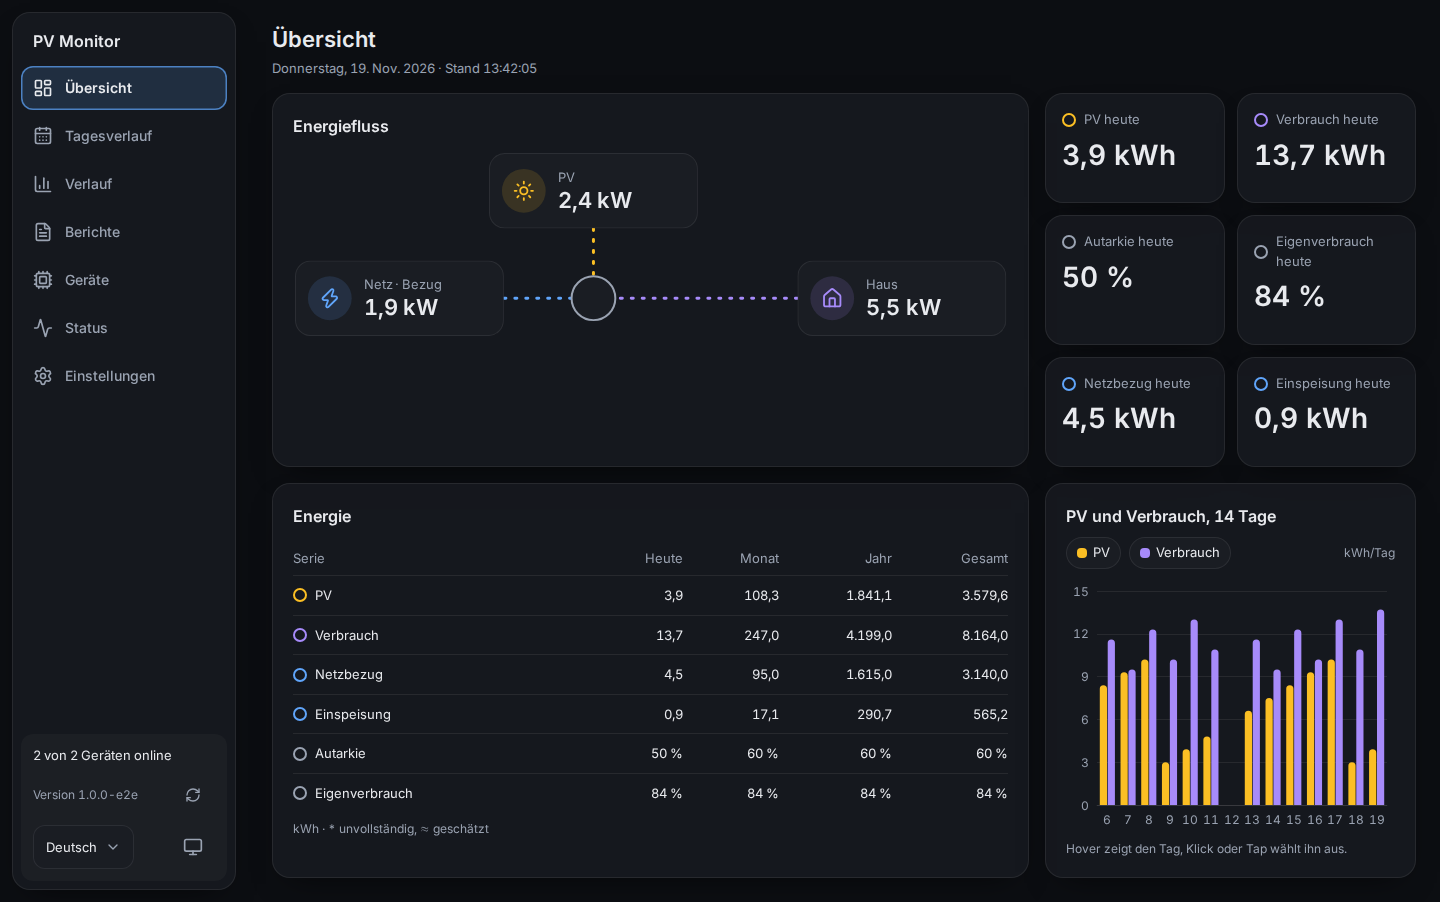 PV Monitor
Übersicht
Tagesverlauf
Verlauf
Berichte
Geräte
Status
Einstellungen
2 von 2 Geräten online
Version 1.0.0-e2e
Deutsch
Übersicht
Donnerstag, 19. Nov. 2026 · Stand 13:42:05
Energiefluss
PV
2,4 kW
Netz · Bezug
1,9 kW
Haus
5,5 kW
PV heute
3,9 kWh
Verbrauch heute
13,7 kWh
Autarkie heute
50 %
Eigenverbrauch
heute
84 %
Netzbezug heute
4,5 kWh
Einspeisung heute
0,9 kWh
Energie
Serie Heute Monat Jahr Gesamt
PV 3,9 108,3 1.841,1 3.579,6
Verbrauch 13,7 247,0 4.199,0 8.164,0
Netzbezug 4,5 95,0 1.615,0 3.140,0
Einspeisung 0,9 17,1 290,7 565,2
Autarkie 50 % 60 % 60 % 60 %
Eigenverbrauch 84 % 84 % 84 % 84 %
kWh · * unvollständig, ≈ geschätzt
PV und Verbrauch, 14 Tage
PV Verbrauch kWh/Tag
15
12
9
6
3
0
6 7 8 9 10 11 12 13 14 15 16 17 18 19
Hover zeigt den Tag, Klick oder Tap wählt ihn aus.